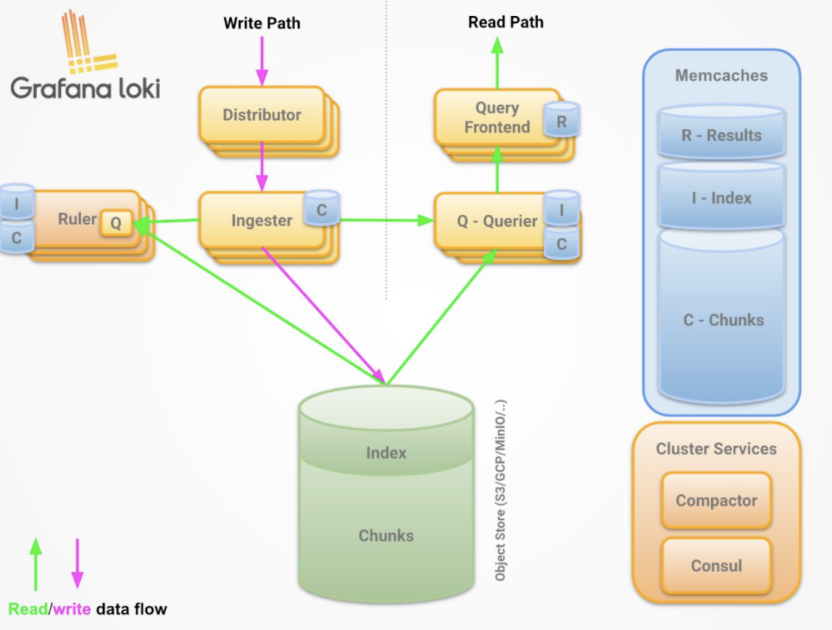 Grafana loki
Write Path
Read Path
Distributor
Query
Frontend
R
I
C
Ruler
Q
Ingester
C
Q - Querier
I
C
Index
Chunks
Object Store (S3/GCP/MinIO/..)
Memcaches
R - Results
I - Index
C - Chunks
Cluster Services
Compactor
Consul
Read/write data flow